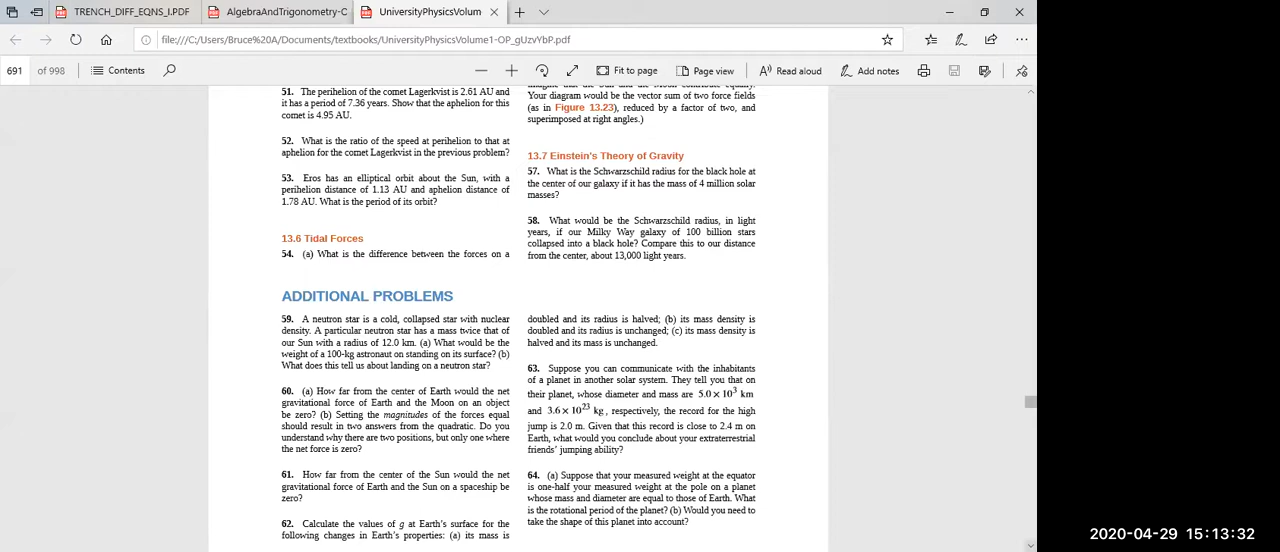 TRENCH_DIFF_EQNS_I.PDF
AlgebraAndTrigonometry-C
UniversityPhysicsVolum
file:///C:/Users/Bruce%20A/Documents/textbooks/UniversityPhysicsVolume1-OP_gUzvYbP.pdf
691 of 998
Contents
Fit to page
Page view
Read aloud
Add notes
51. The perihelion of the comet Lagerkvist is 2.61 AU and
it has a period of 7.36 years. Show that the aphelion for this
comet is 4.95 AU.
52. What is the ratio of the speed at perihelion to that at
aphelion for the comet Lagerkvist in the previous problem?
53. Eros has an elliptical orbit about the Sun, with a
perihelion distance of 1.13 AU and aphelion distance of
1.78 AU. What is the period of its orbit?
13.6 Tidal Forces
54. (a) What is the difference between the forces on a
imagine that the Sun and the Moon contribute equally.
Your diagram would be the vector sum of two force fields
(as in Figure 13.23), reduced by a factor of two, and
superimposed at right angles.)
13.7 Einstein's Theory of Gravity
57. What is the Schwarzschild radius for the black hole at
the center of our galaxy if it has the mass of 4 million solar
masses?
58. What would be the Schwarzschild radius, in light
years, if our Milky Way galaxy of 100 billion stars
collapsed into a black hole? Compare this to our distance
from the center, about 13,000 light years.
ADDITIONAL PROBLEMS
59. A neutron star is a cold, collapsed star with nuclear
density. A particular neutron star has a mass twice that of
our Sun with a radius of 12.0 km. (a) What would be the
weight of a 100-kg astronaut on standing on its surface? (b)
What does this tell us about landing on a neutron star?
60. (a) How far from the center of Earth would the net
gravitational force of Earth and the Moon on an object
be zero? (b) Setting the magnitudes of the forces equal
should result in two answers from the quadratic. Do you
understand why there are two positions, but only one where
the net force is zero?
61. How far from the center of the Sun would the net
gravitational force of Earth and the Sun on a spaceship be
zero?
62. Calculate the values of g at Earth's surface for the
following changes in Earth's properties: (a) its mass is
doubled and its radius is halved; (b) its mass density is
doubled and its radius is unchanged; (c) its mass density is
halved and its mass is unchanged.
63. Suppose you can communicate with the inhabitants
of a planet in another solar system. They tell you that on
their planet, whose diameter and mass are 5.0 × 10³ km
and 3.6 × 10²³ kg, respectively, the record for the high
jump is 2.0 m. Given that this record is close to 2.4 m on
Earth, what would you conclude about your extraterrestrial
friends' jumping ability?
64. (a) Suppose that your measured weight at the equator
is one-half your measured weight at the pole on a planet
whose mass and diameter are equal to those of Earth. What
is the rotational period of the planet? (b) Would you need to
take the shape of this planet into account?
2020-04-29 15:13:32